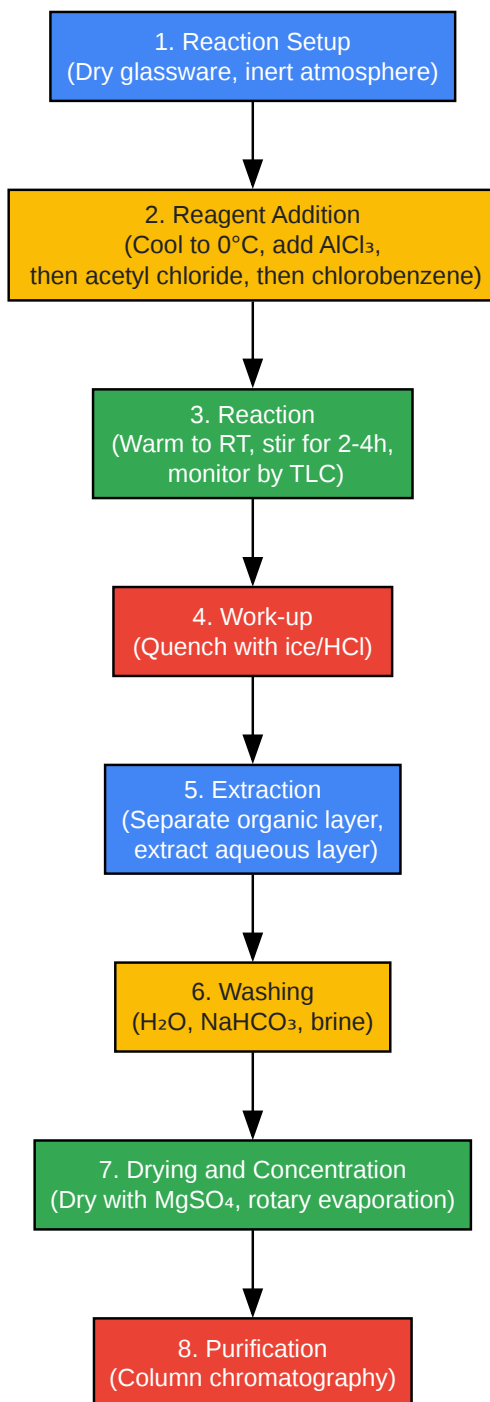 1. Reaction Setup
(Dry glassware, inert atmosphere)
2. Reagent Addition
(Cool to 0°C, add AlCl₃,
then acetyl chloride, then chlorobenzene)
3. Reaction
(Warm to RT, stir for 2-4h,
monitor by TLC)
4. Work-up
(Quench with ice/HCl)
5. Extraction
(Separate organic layer,
extract aqueous layer)
6. Washing
(H₂O, NaHCO₃, brine)
7. Drying and Concentration
(Dry with MgSO₄, rotary evaporation)
8. Purification
(Column chromatography)